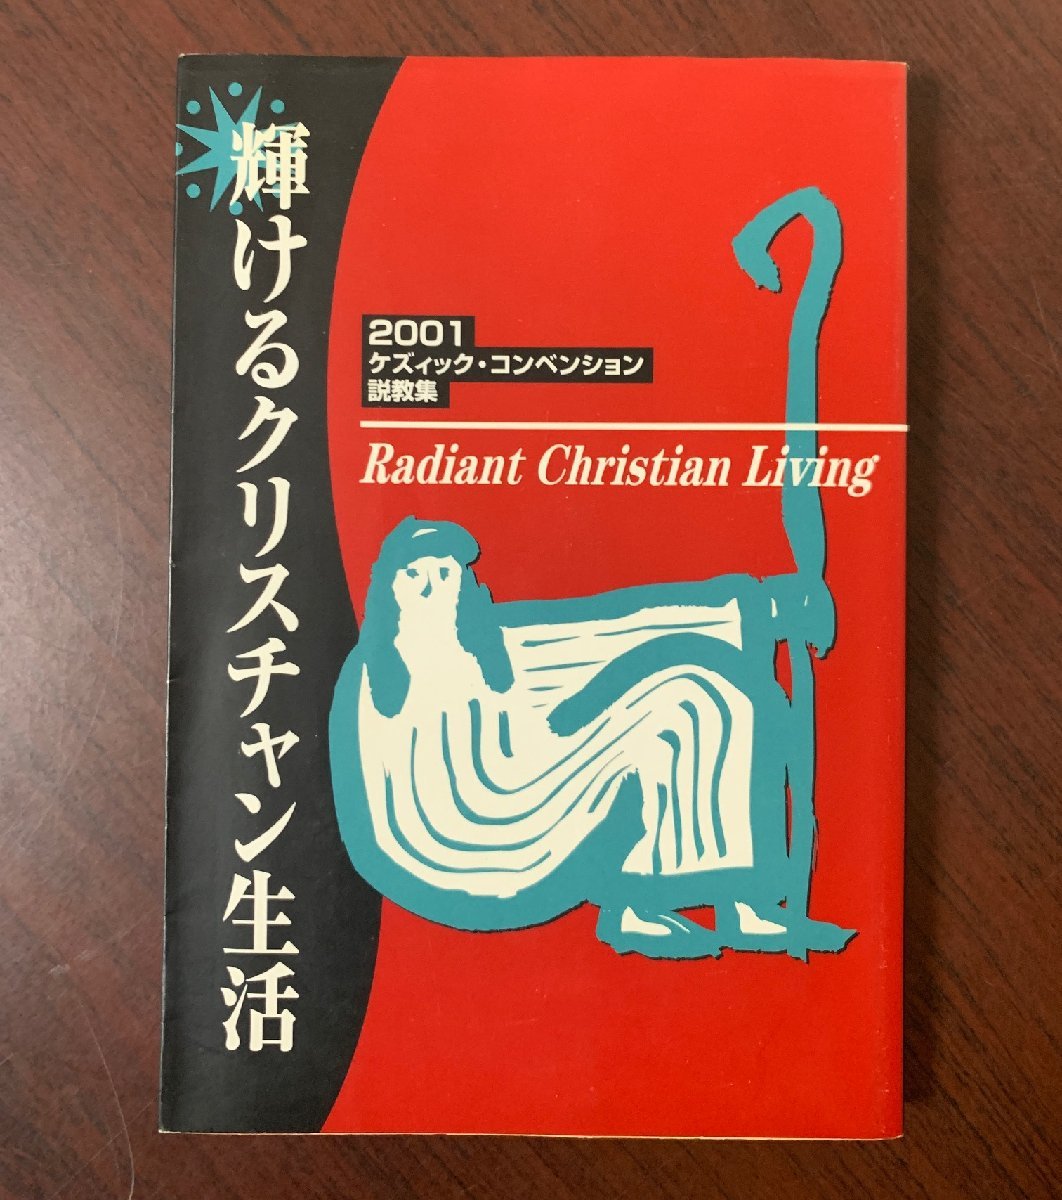 輝けるクリスチャン生活
2001
ケズィック・コンベンション
説教集
Radiant Christian Living